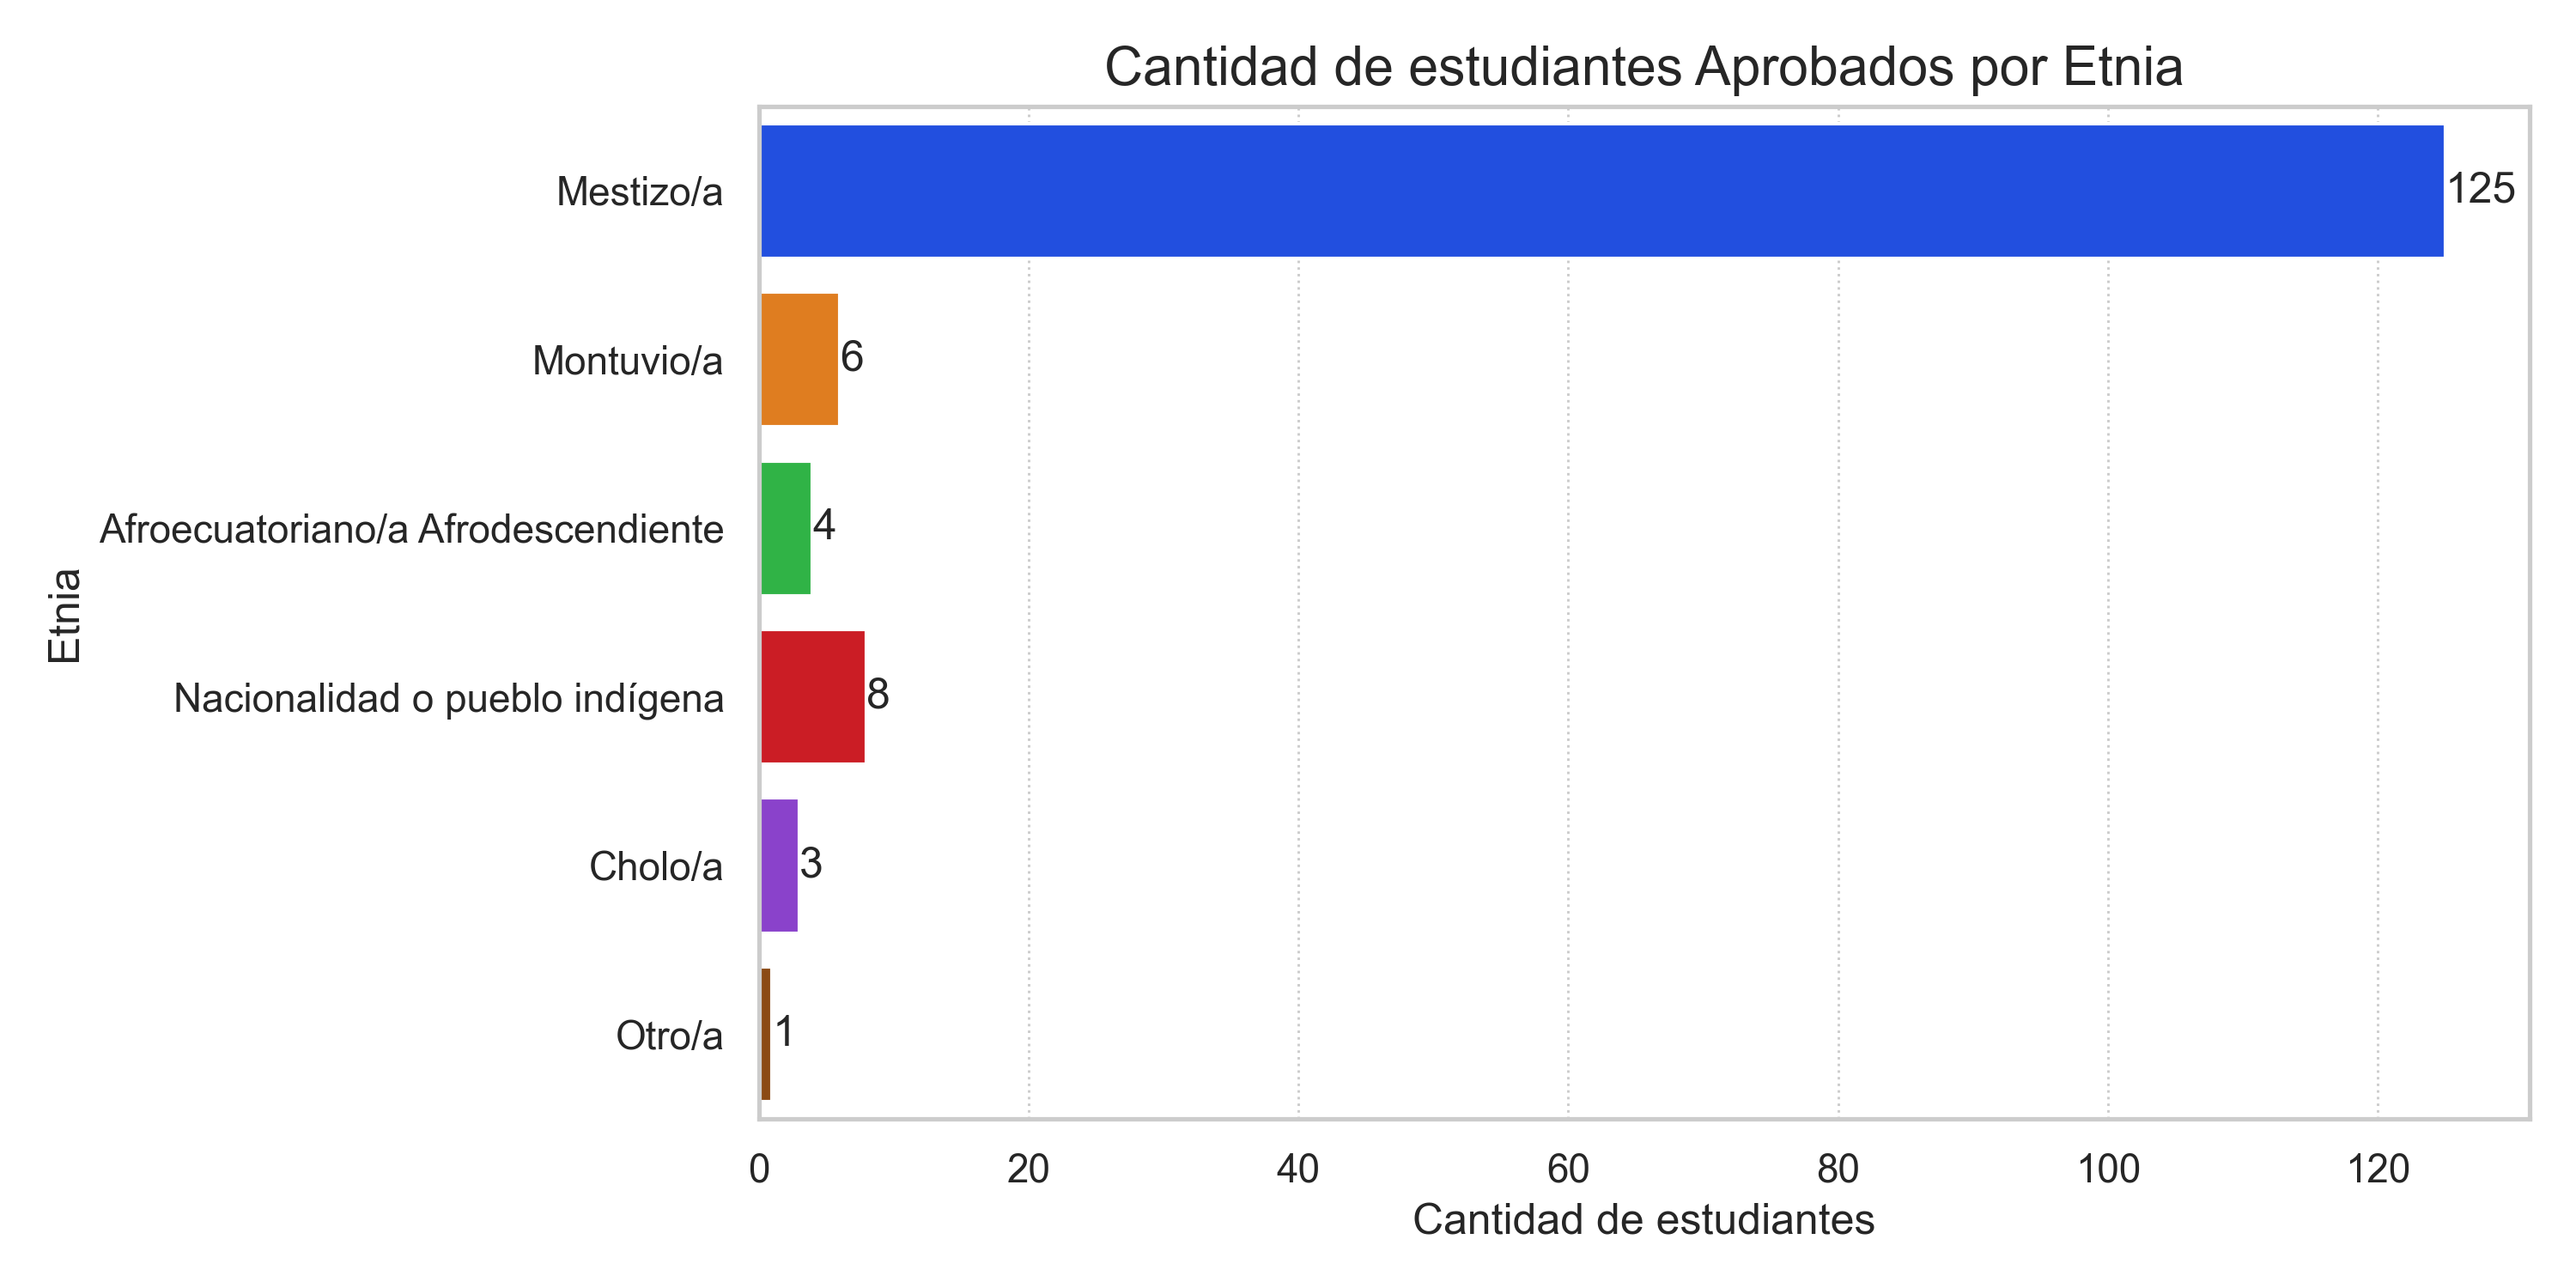 Cantidad de estudiantes Aprobados por Etnia
Etnia
Mestizo/a 125
Montuvio/a 6
Afroecuatoriano/a Afrodescendiente 4
Nacionalidad o pueblo indígena 8
Cholo/a 3
Otro/a 1
0 20 40 60 80 100 120
Cantidad de estudiantes